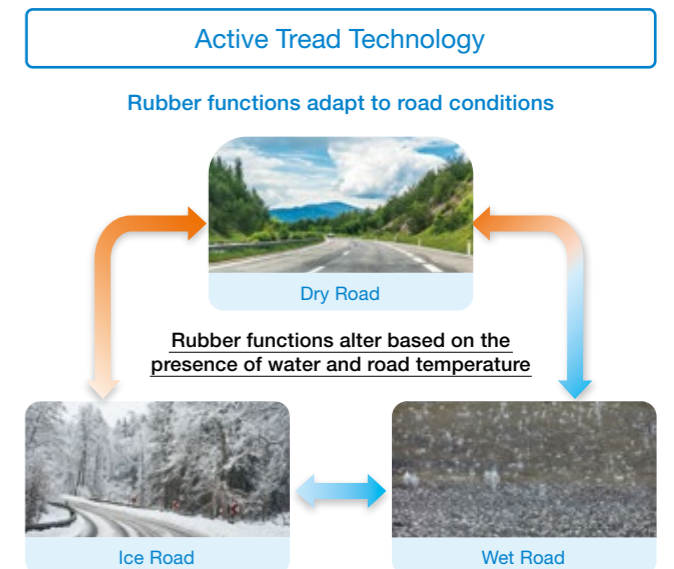 Active Tread Technology
Rubber functions adapt to road conditions
Dry Road
Rubber functions alter based on the
presence of water and road temperature
Ice Road
Wet Road